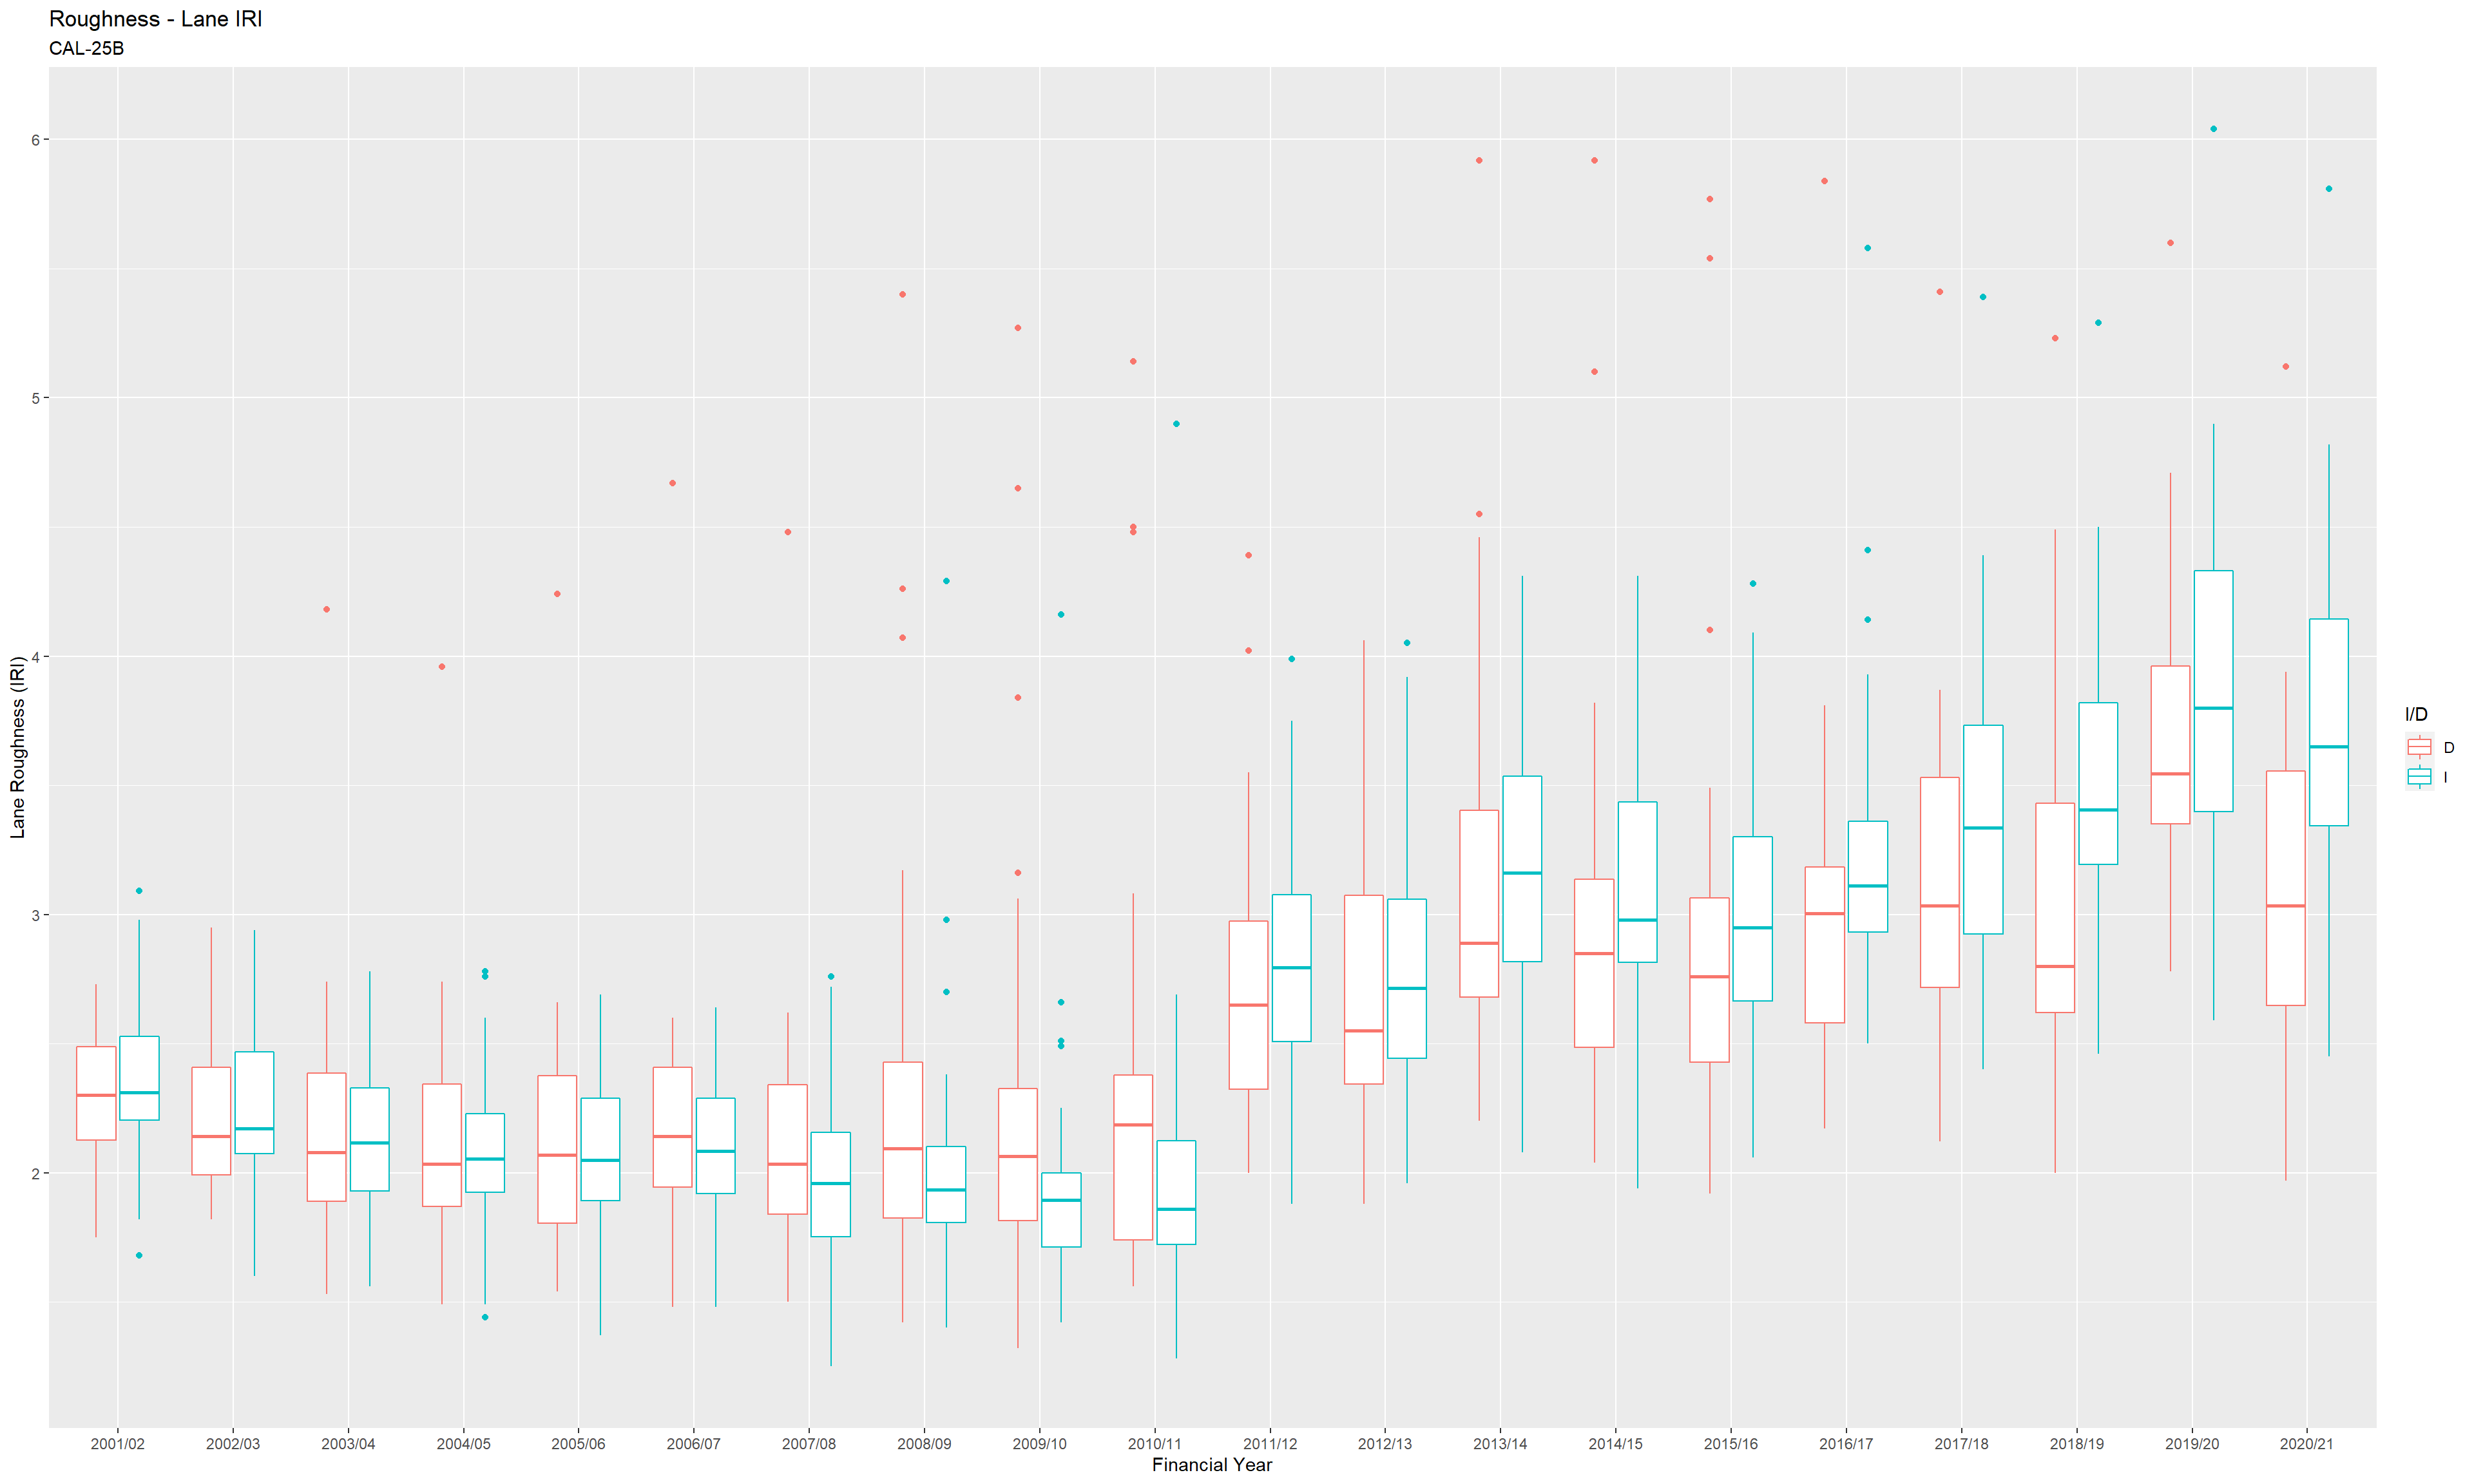 Roughness - Lane IRI
CAL-25B
Lane Roughness (IRI)
6
5
4
3
2
2001/02 2002/03 2003/04 2004/05 2005/06 2006/07 2007/08 2008/09 2009/10 2010/11 2011/12 2012/13 2013/14 2014/15 2015/16 2016/17 2017/18 2018/19 2019/20 2020/21
Financial Year
I/D
D
I